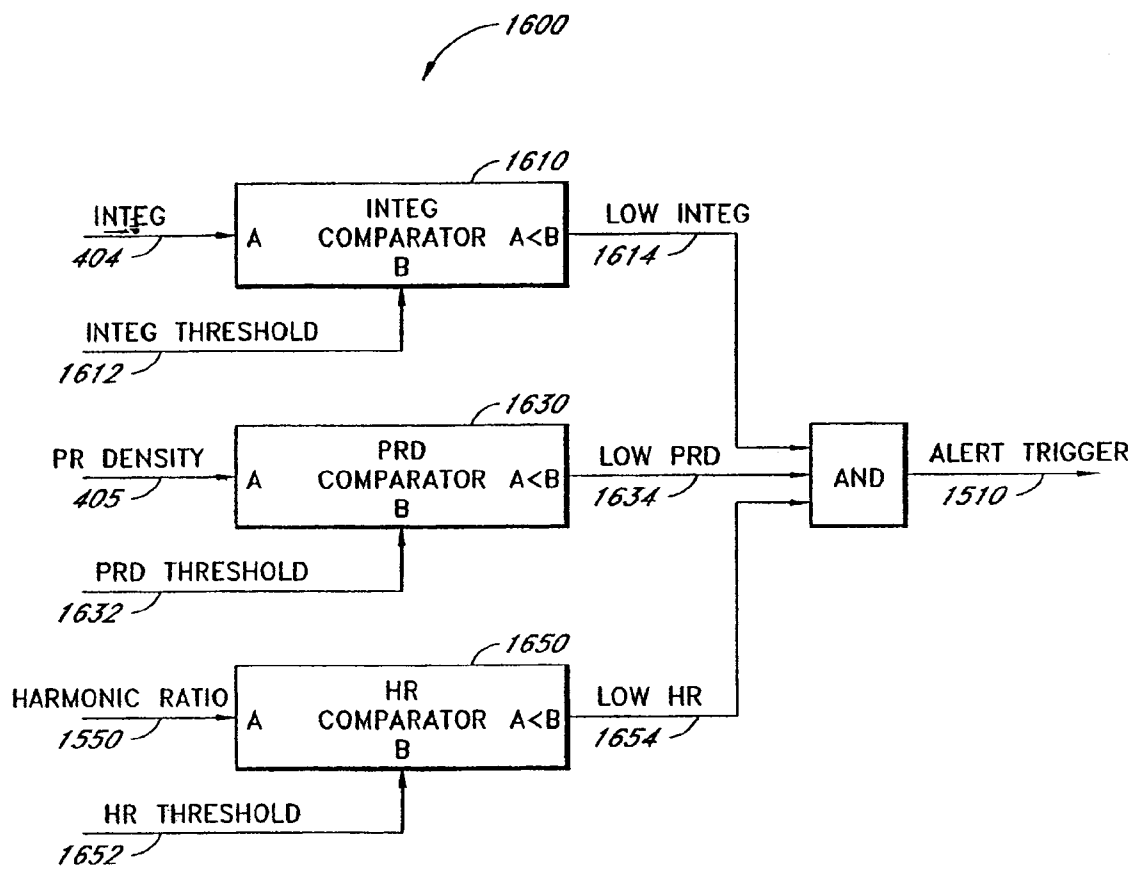 1600
1610
INTEG
404
A
INTEG
COMPARATOR
A<B
B
LOW INTEG
1614
INTEG THRESHOLD
1612
1630
PR DENSITY
405
A
PRD
COMPARATOR
A<B
B
LOW PRD
1634
AND
ALERT TRIGGER
1510
PRD THRESHOLD
1632
1650
HARMONIC RATIO
1550
A
HR
COMPARATOR
A<B
B
LOW HR
1654
HR THRESHOLD
1652